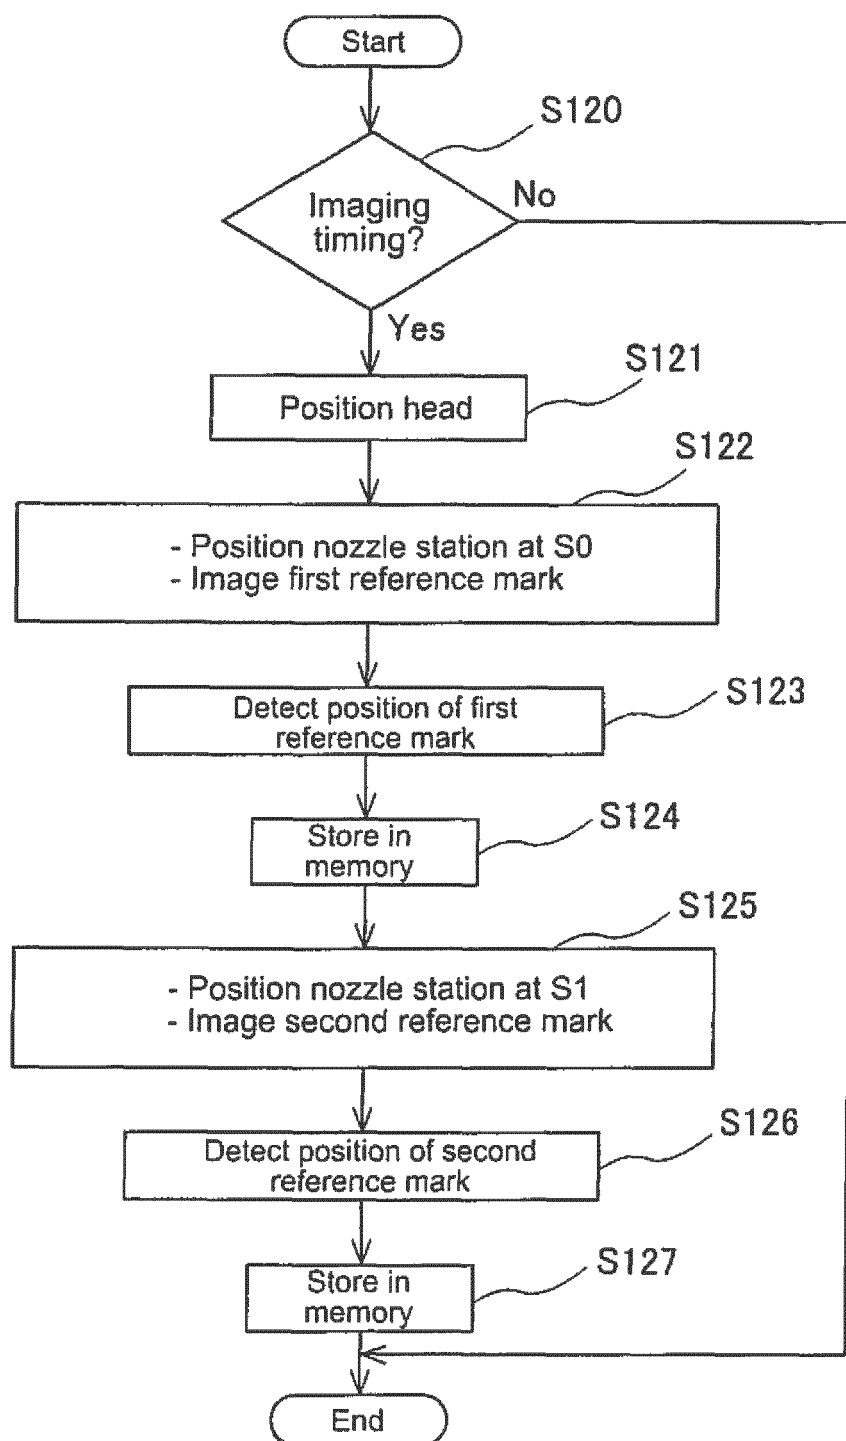 Start
S120
Imaging
timing?
No
Yes
S121
Position head
S122
- Position nozzle station at S0
- Image first reference mark
S123
Detect position of first
reference mark
S124
Store in
memory
S125
- Position nozzle station at S1
- Image second reference mark
S126
Detect position of second
reference mark
S127
Store in
memory
End